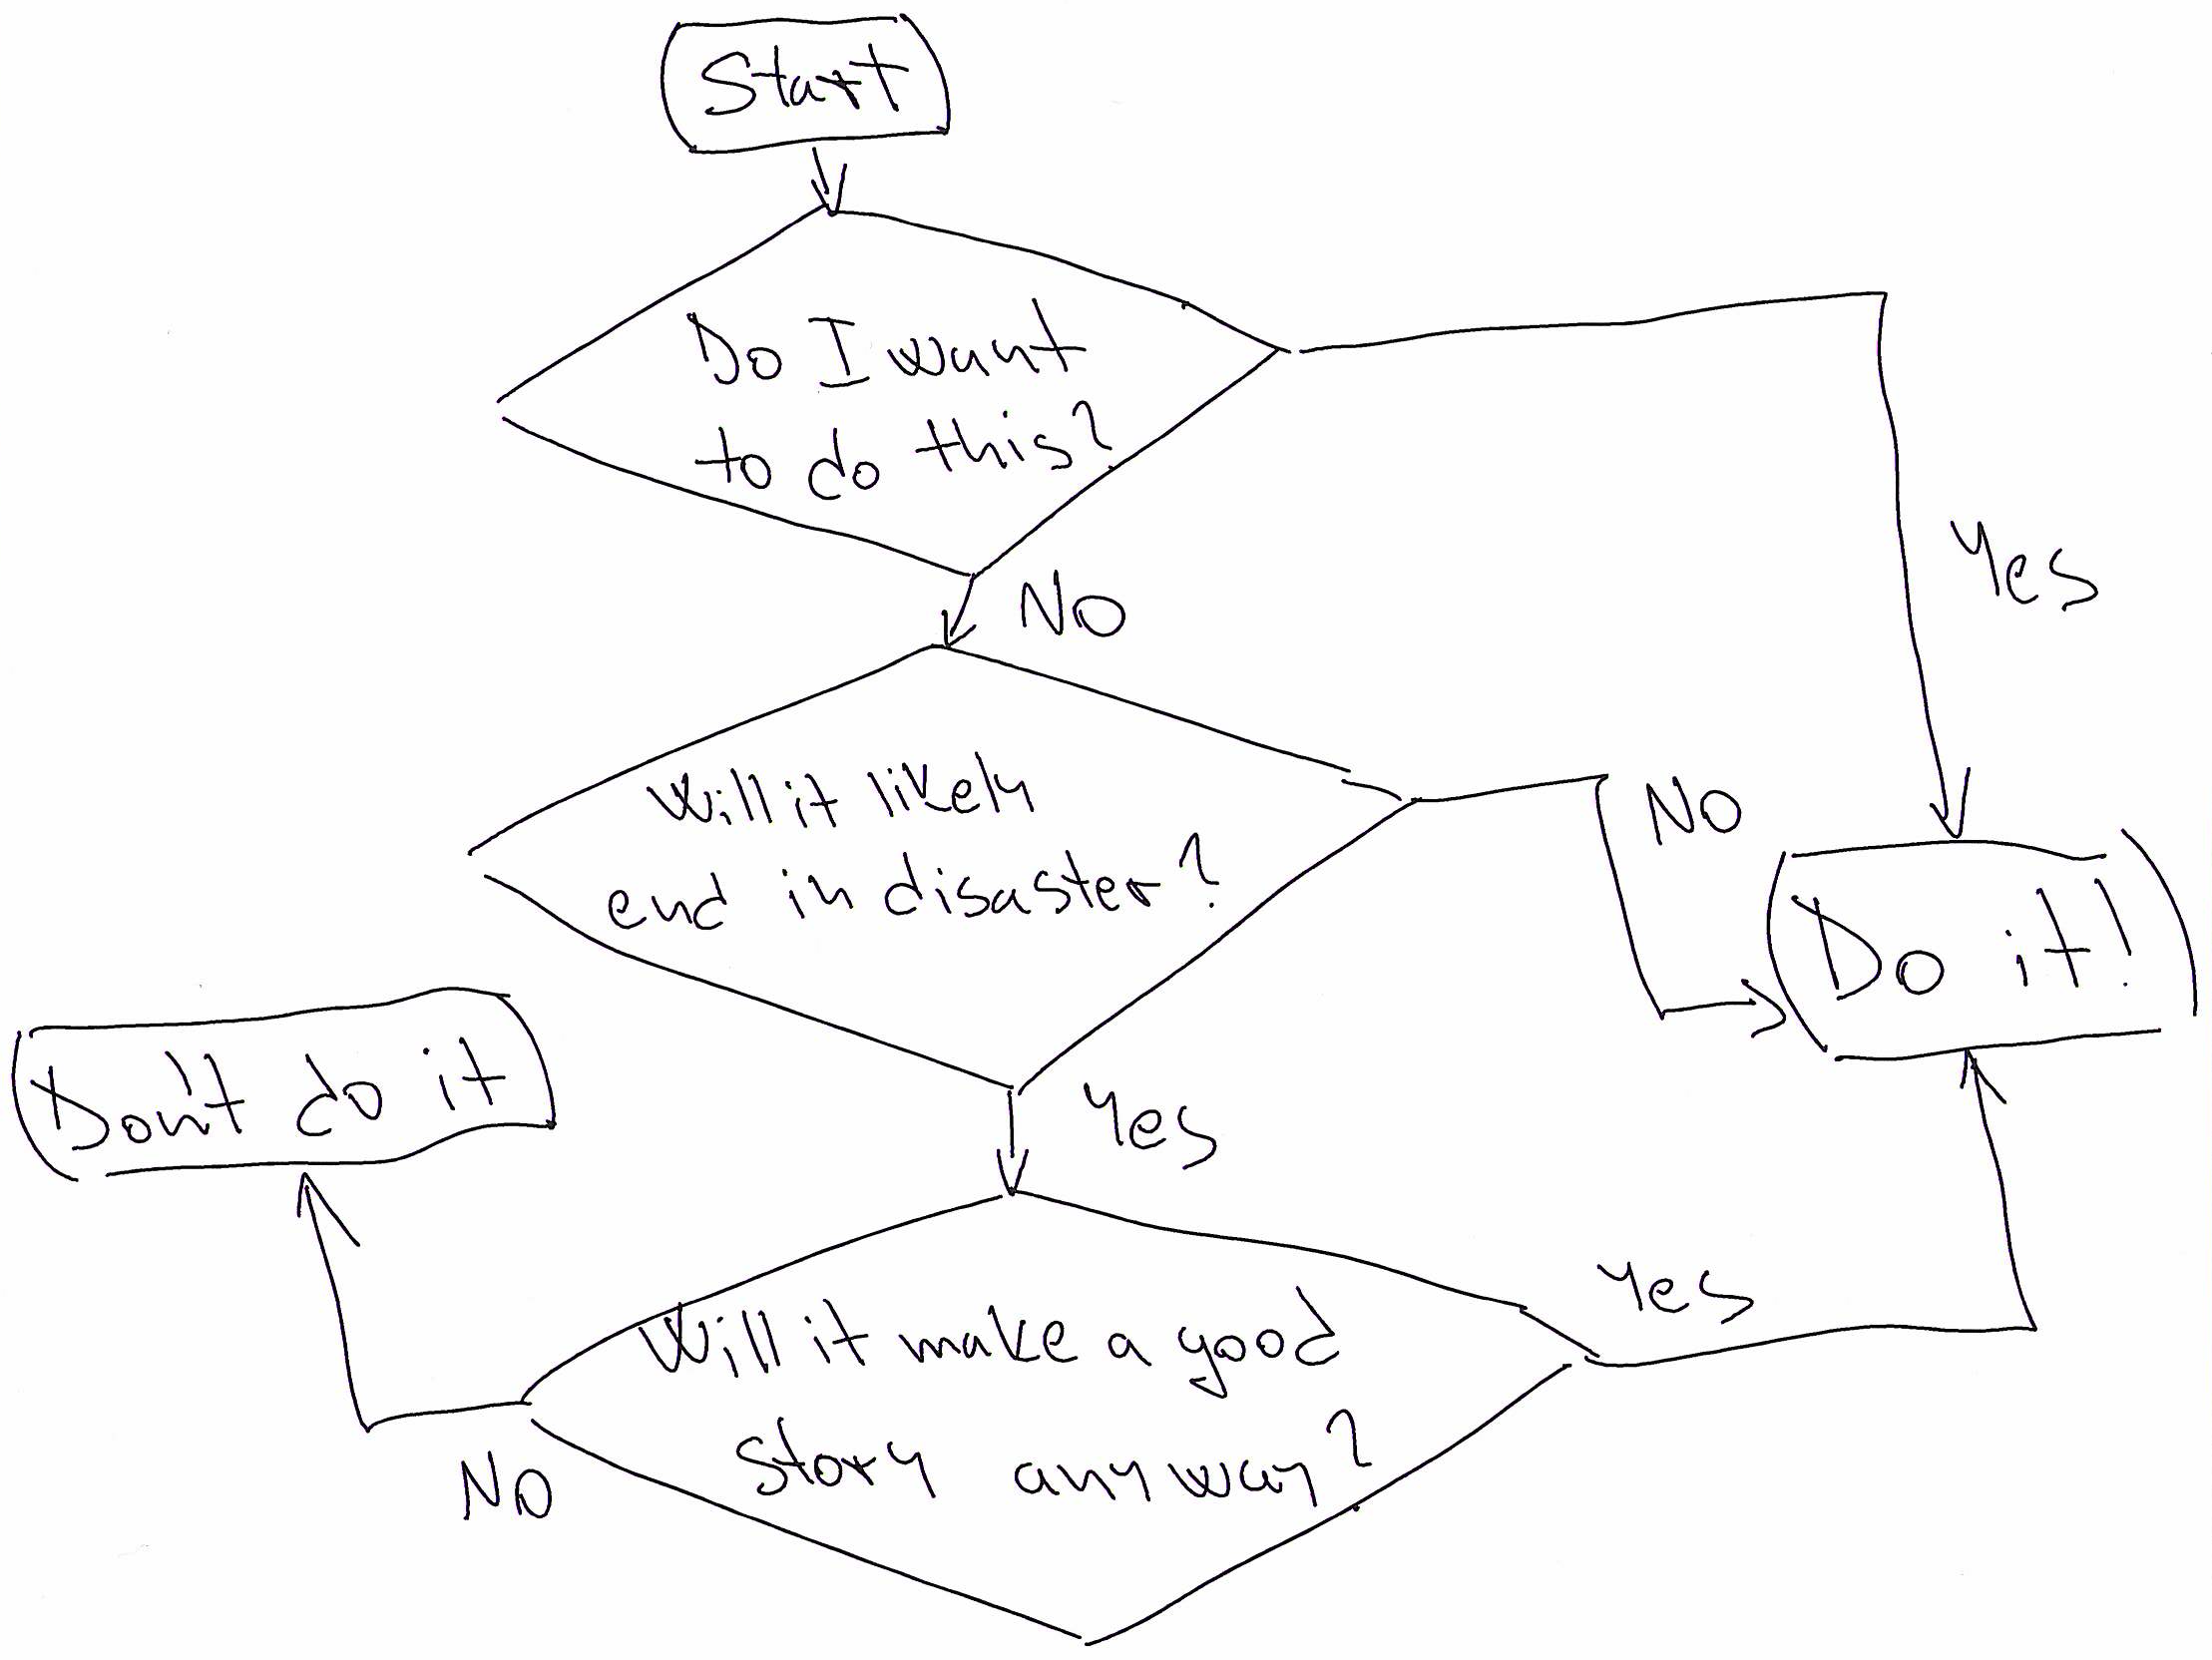 Start
Do I want
to do this?
Yes
NO
Will it likely
end in disaster?
NO
Do it!
Don't do it
Yes
Will it make a good
story anyway?
Yes
NO